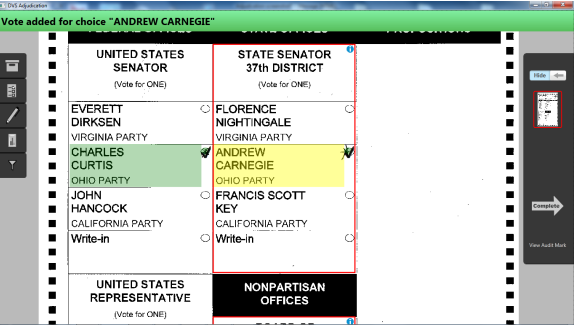 DVS Adjudication
Vote added for choice "ANDREW CARNEGIE"
UNITED STATES
SENATOR
(Vote for ONE)
EVERETT
DIRKSEN
VIRGINIA PARTY
CHARLES
CURTIS
OHIO PARTY
JOHN
HANCOCK
CALIFORNIA PARTY
Write-in
UNITED STATES
REPRESENTATIVE
(Vote for ONE)
STATE SENATOR
37th DISTRICT
(Vote for ONE)
FLORENCE
NIGHTINGALE
VIRGINIA PARTY
ANDREW
CARNEGIE
OHIO PARTY
FRANCIS SCOTT
KEY
CALIFORNIA PARTY
Write-in
NONPARTISAN
OFFICES
Hide
Complete
View Audit Mark